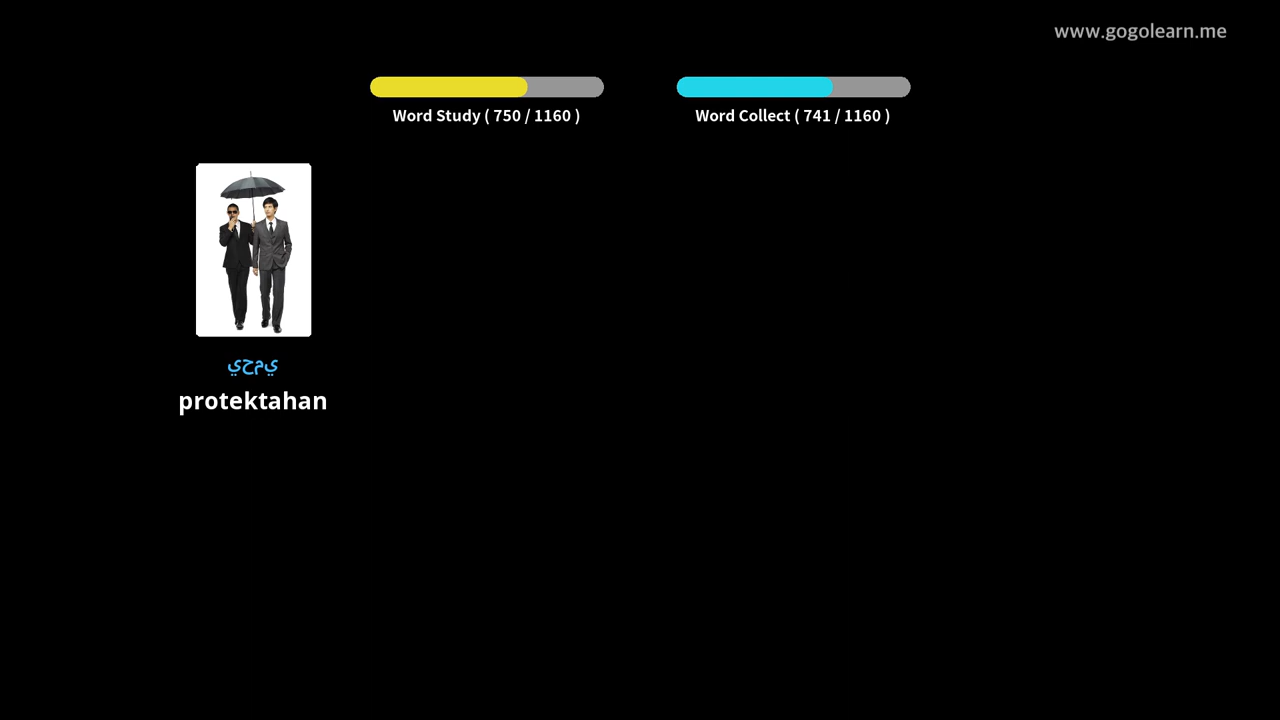 www.gogolearn.me
Word Study ( 750 / 1160 )
Word Collect ( 741 / 1160 )
يحمي
protektahan